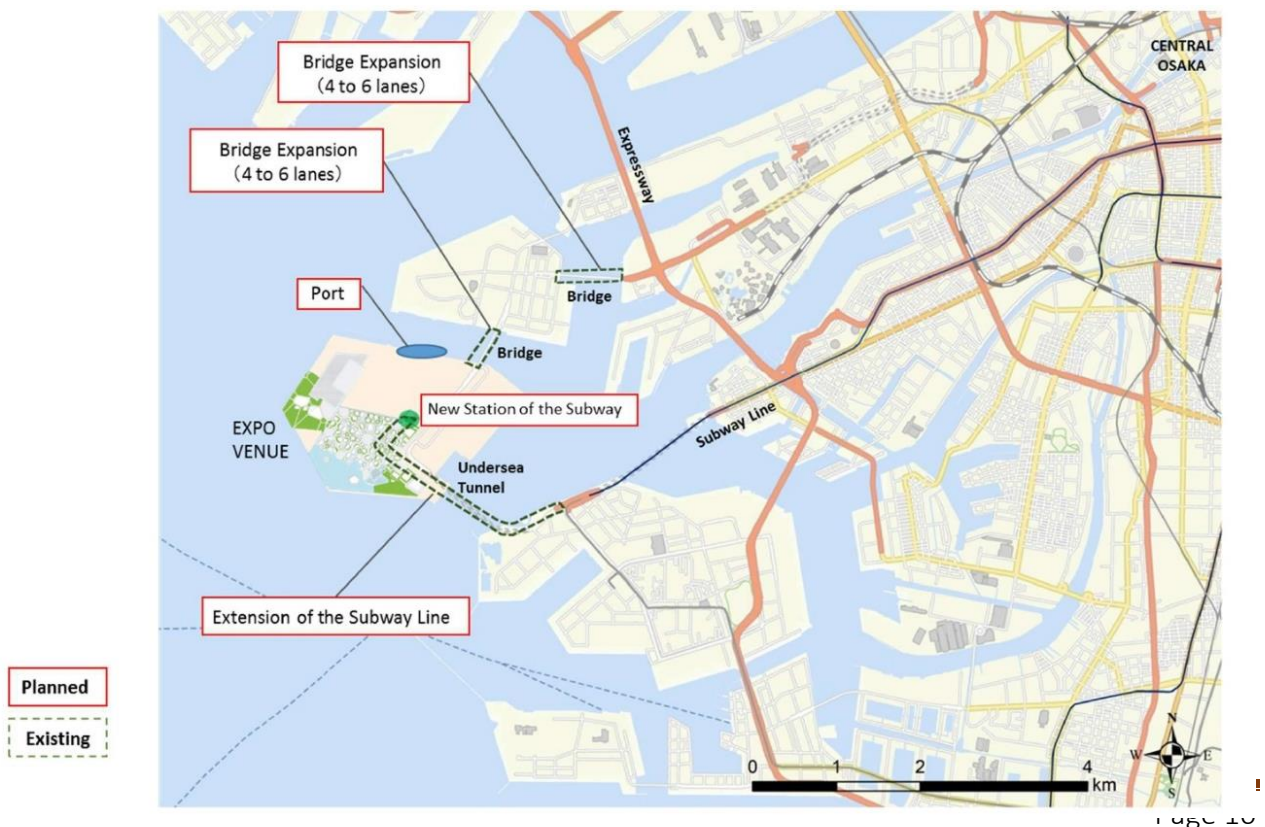 Bridge Expansion
（4 to 6 lanes）
CENTRAL
OSAKA
Bridge Expansion
（4 to 6 lanes）
Expressway
Port
Bridge
Bridge
New Station of the Subway
EXPO
VENUE
Subway Line
Undersea
Tunnel
Extension of the Subway Line
Planned
Existing
N
W E
S
0 1 2 4
km